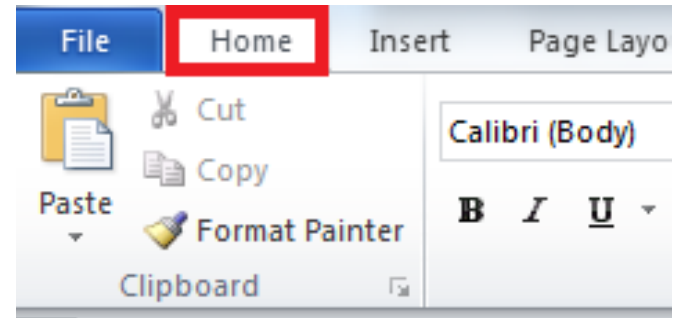 File Home Insert Page Layo
Cut
Calibri (Body)
Copy
Paste
B I U
Format Painter
Clipboard